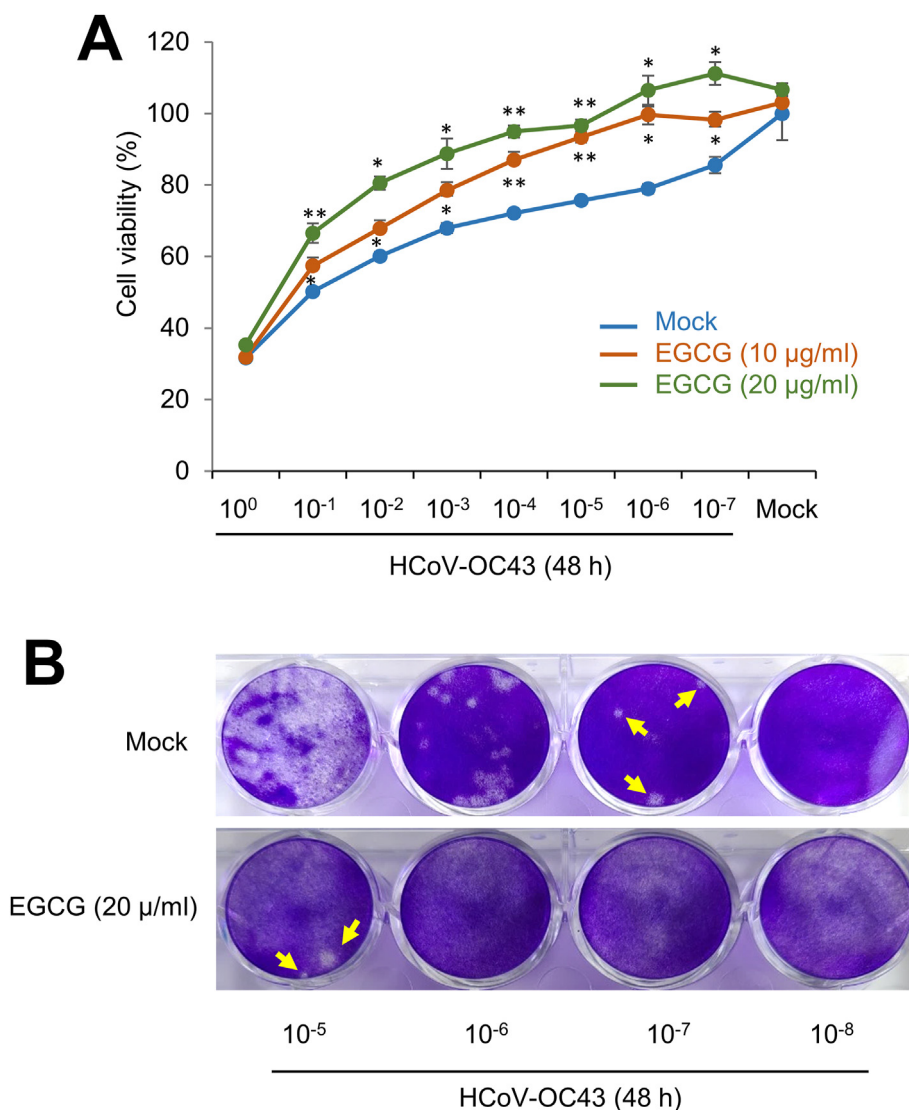 A
120
100
80
60
40
20
0
Cell viability (%)
** * * ** ** * *
* * * ** ** * *
Mock
EGCG (10 µg/ml)
EGCG (20 µg/ml)
10⁰ 10⁻¹ 10⁻² 10⁻³ 10⁻⁴ 10⁻⁵ 10⁻⁶ 10⁻⁷ Mock
HCoV-OC43 (48 h)
B
Mock
EGCG (20 µ/ml)
10⁻⁵ 10⁻⁶ 10⁻⁷ 10⁻⁸
HCoV-OC43 (48 h)